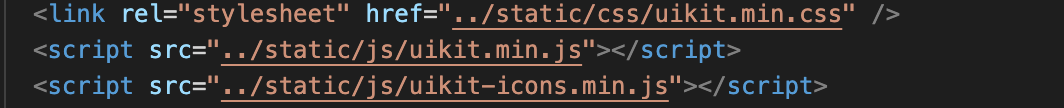 <link rel="stylesheet" href="../static/css/uikit.min.css" />
<script src="../static/js/uikit.min.js"></script>
<script src="../static/js/uikit-icons.min.js"></script>